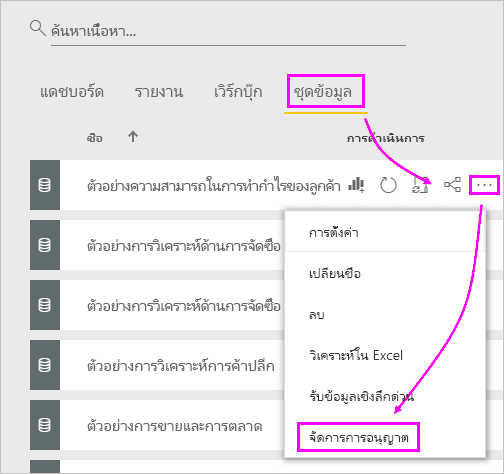 ค้นหาเนื้อหา...
แดชบอร์ด รายงาน เวิร์กบุ๊ก ชุดข้อมูล
ชื่อ ↑ การดำเนินการ
ตัวอย่างความสามารถในการทำกำไรของลูกค้า ...
ตัวอย่างการวิเคราะห์ด้านการจัดซื้อ
ตัวอย่างการวิเคราะห์ด้านการจัดซื้อ
ตัวอย่างการวิเคราะห์การค้าปลีก
ตัวอย่างการขายและการตลาด
การตั้งค่า
เปลี่ยนชื่อ
ลบ
วิเคราะห์ใน Excel
รับข้อมูลเชิงลึกด่วน
จัดการการอนุญาต